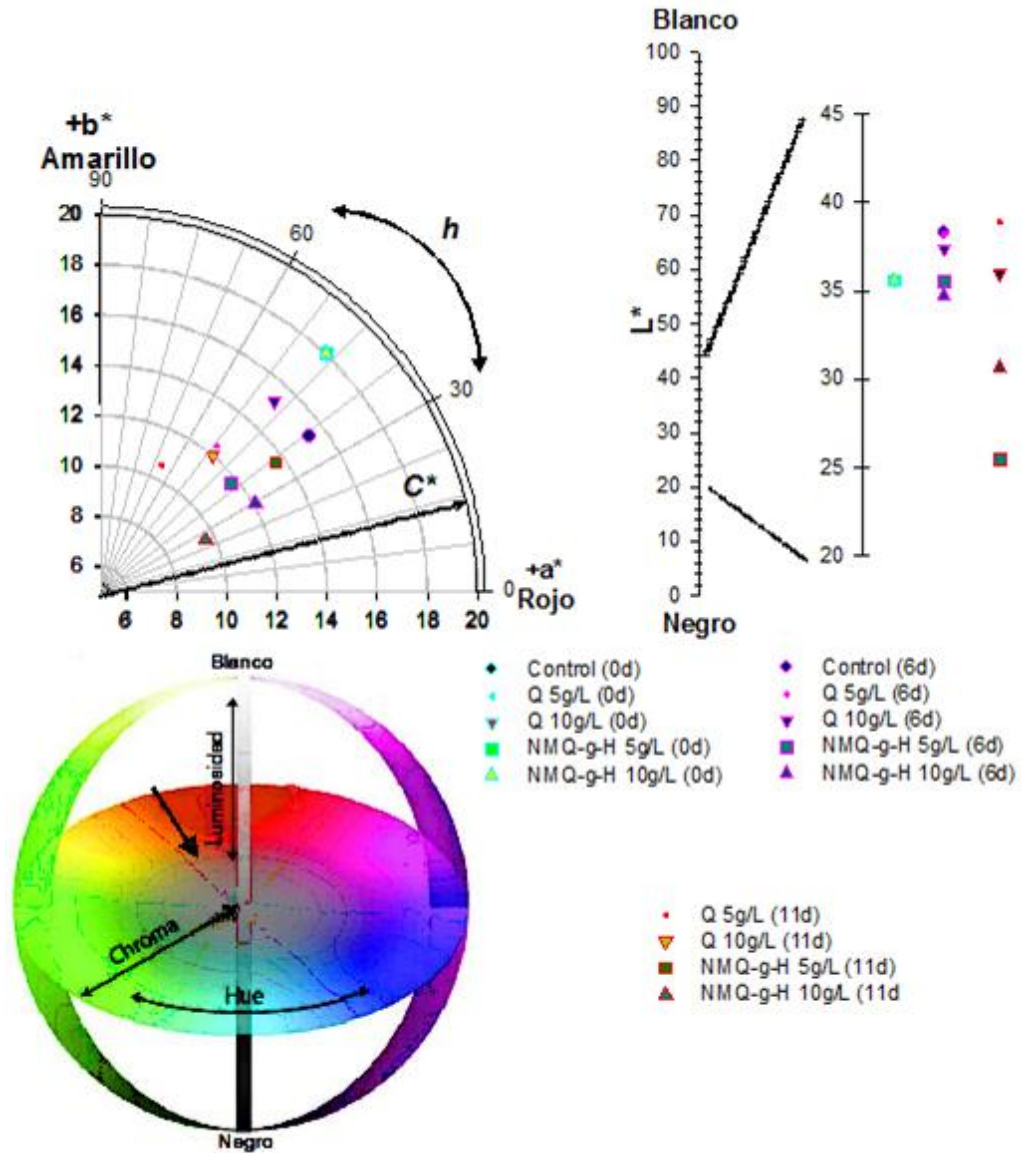 +b*
Amarillo
90
20
18
16
14
12
10
8
6
60
h
30
C*
0
+a*
Rojo
6 8 10 12 14 16 18 20
Blanco
100
90
80
70
60
50
40
30
20
10
0
L*
Negro
45
40
35
30
25
20
Control (0d)
Q 5g/L (0d)
Q 10g/L (0d)
NMQ-g-H 5g/L (0d)
NMQ-g-H 10g/L (0d)
Control (6d)
Q 5g/L (6d)
Q 10g/L (6d)
NMQ-g-H 5g/L (6d)
NMQ-g-H 10g/L (6d)
Q 5g/L (11d)
Q 10g/L (11d)
NMQ-g-H 5g/L (11d)
NMQ-g-H 10g/L (11d
Blanco
Luminosidad
Chroma
Hue
Negro